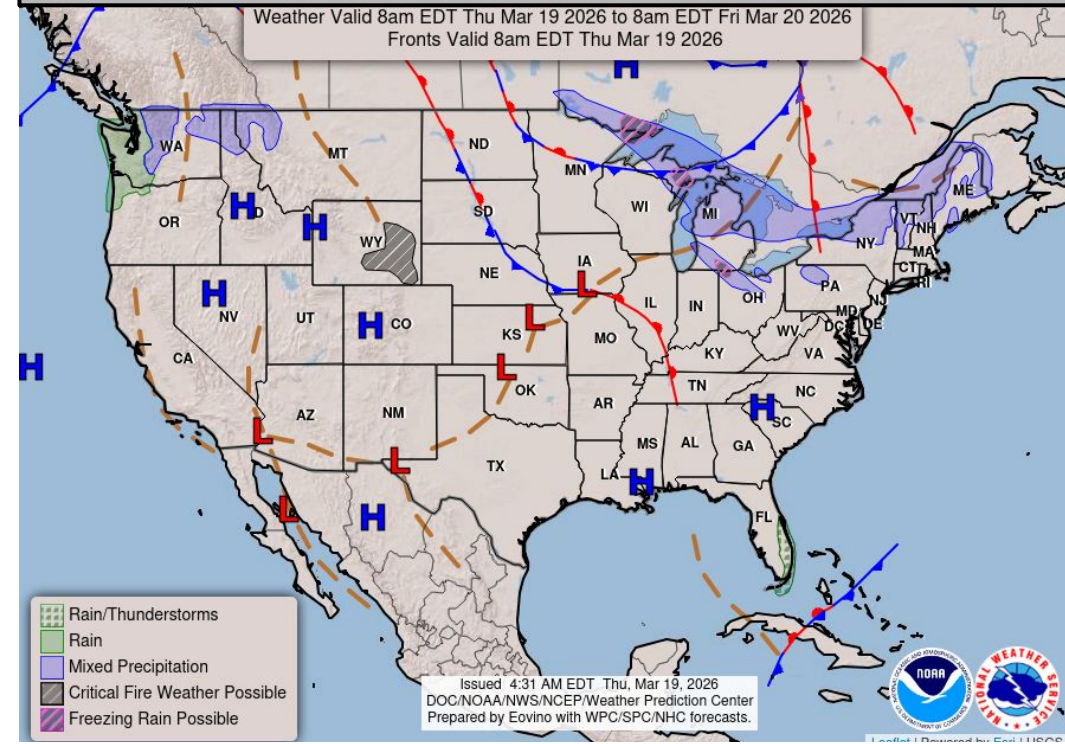 Weather Valid 8am EDT Thu Mar 19 2026 to 8am EDT Fri Mar 20 2026
Fronts Valid 8am EDT Thu Mar 19 2026
H
WA
MT
ND
MN
ME
OR
H D
H
WY
SD
WI
MI
VT
NH
NY
MA
CT
RI
NE
IA
L
IL
IN
OH
PA
NJ
MD
DE
DC
H
NV
UT
H CO
L
KS
MO
WV
VA
KY
H
CA
L
OK
TN
NC
AZ
NM
AR
H
SC
L
L
TX
MS
AL
GA
LA
H
L
H
FL
Rain/Thunderstorms
Rain
Mixed Precipitation
Critical Fire Weather Possible
Freezing Rain Possible
Issued 4:31 AM EDT Thu, Mar 19, 2026
DOC/NOAA/NWS/NCEP/Weather Prediction Center
Prepared by Eovino with WPC/SPC/NHC forecasts.
NOAA
NATIONAL WEATHER SERVICE
Leaflet | Powered by Esri | USGS